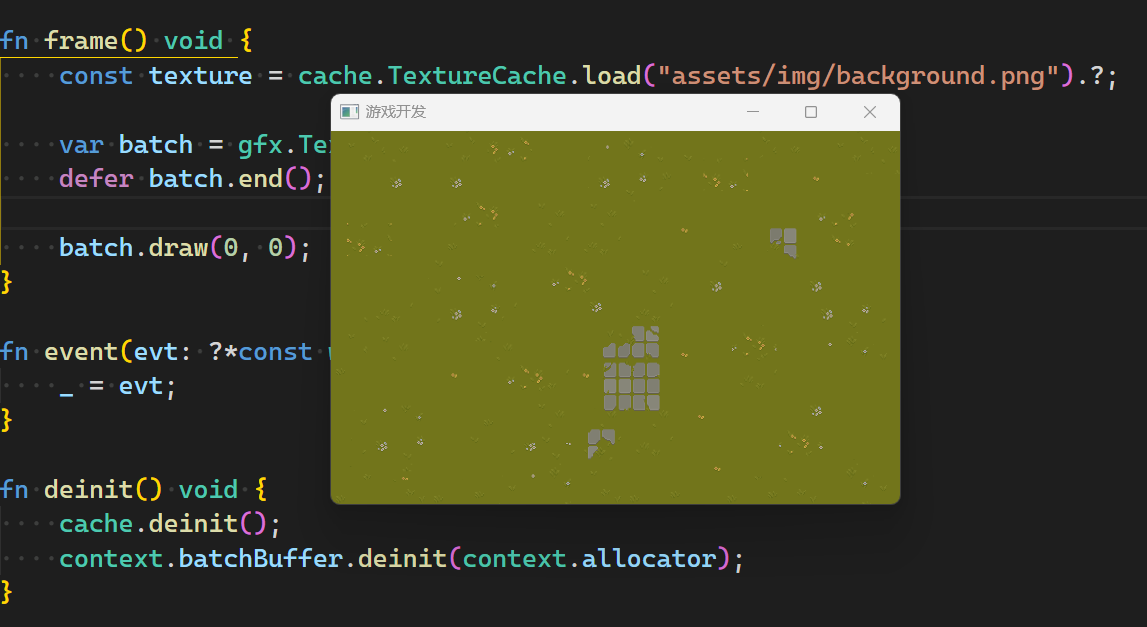 fn frame() void {
const texture = cache.TextureCache.load("assets/img/background.png").?;
游戏开发
var batch = gfx.Te
defer batch.end();
batch.draw(0, 0);
}
fn event(evt: ?*const
_ = evt;
}
fn deinit() void {
cache.deinit();
context.batchBuffer.deinit(context.allocator);
}